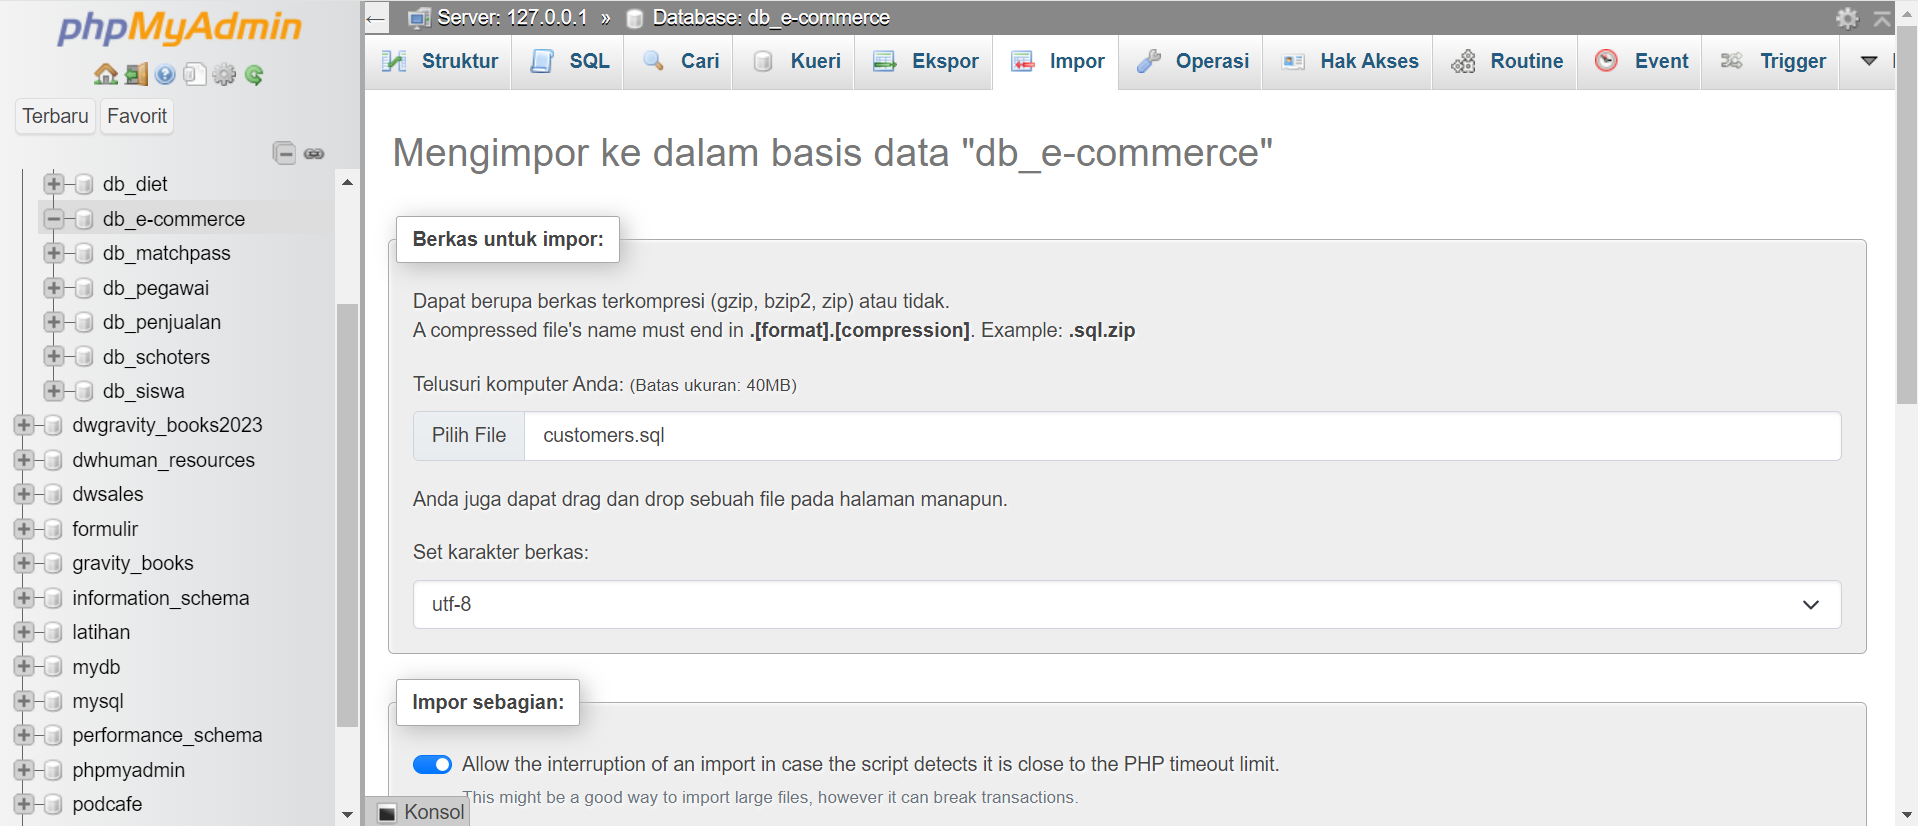 phpMyAdmin
Terbaru
Favorit
db_diet
db_e-commerce
db_matchpass
db_pegawai
db_penjualan
db_schoters
db_siswa
dwgravity_books2023
dwhuman_resources
dwsales
formulir
gravity_books
information_schema
latihan
mydb
mysql
performance_schema
phpmyadmin
podcafe
Server: 127.0.0.1 » Database: db_e-commerce
Struktur SQL Cari Kueri Ekspor Impor Operasi Hak Akses Routine Event Trigger
Mengimpor ke dalam basis data "db_e-commerce"
Berkas untuk impor:
Dapat berupa berkas terkompresi (gzip, bzip2, zip) atau tidak.
A compressed file's name must end in .[format].[compression]. Example: .sql.zip
Telusuri komputer Anda: (Batas ukuran: 40MB)
Pilih File customers.sql
Anda juga dapat drag dan drop sebuah file pada halaman manapun.
Set karakter berkas:
utf-8
Impor sebagian:
Allow the interruption of an import in case the script detects it is close to the PHP timeout limit.
This might be a good way to import large files, however it can break transactions.
Konsol